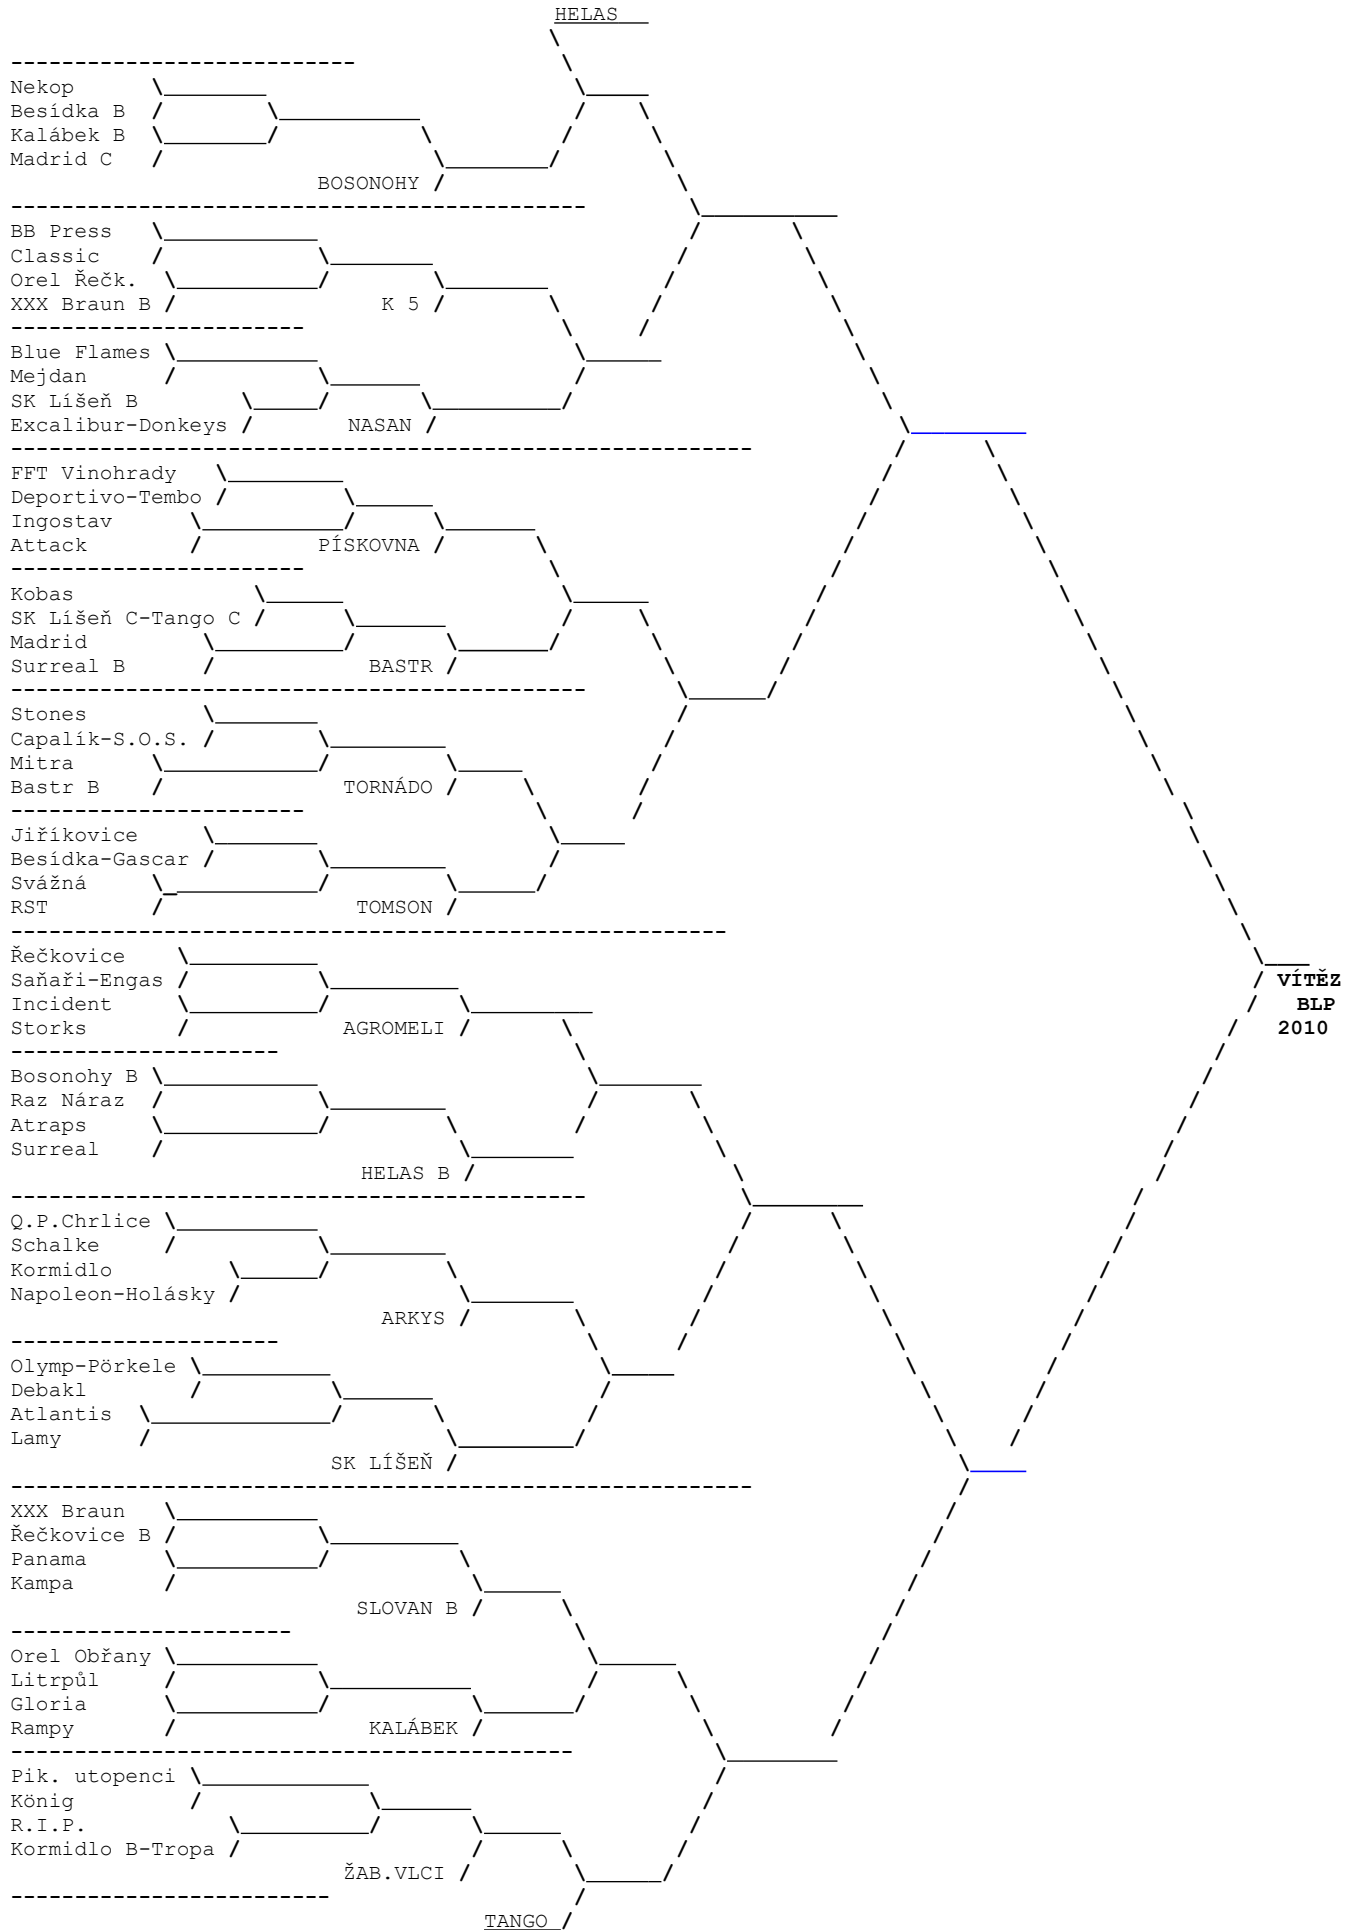 HELAS
Nekop
Besídka B
Kalábek B
Madrid C
BOSONOHY
BB Press
Classic
Orel Řečk.
XXX Braun B K 5
Blue Flames
Mejdan
SK Líšeň B
Excalibur-Donkeys NASAN
FFT Vinohrady
Deportivo-Tembo
Ingostav
Attack PÍSKOVNA
Kobas
SK Líšeň C-Tango C
Madrid
Surreal B BASTR
Stones
Capalík-S.O.S.
Mitra
Bastr B TORNÁDO
Jiříkovice
Besídka-Gascar
Svážná
RST TOMSON
Řečkovice
Saňaři-Engas
VÍTĚZ
Incident
BLP
Storks AGROMELI
2010
Bosonohy B
Raz Náraz
Atraps
Surreal
HELAS B
Q.P.Chrlice
Schalke
Kormidlo
Napoleon-Holásky
ARKYS
Olymp-Pörkele
Debakl
Atlantis
Lamy
SK LÍŠEŇ
XXX Braun
Řečkovice B
Panama
Kampa
SLOVAN B
Orel Obřany
Litrpůl
Gloria
Rampy KALÁBEK
Pik. utopenci
König
R.I.P.
Kormidlo B-Tropa
ŽAB.VLCI
TANGO